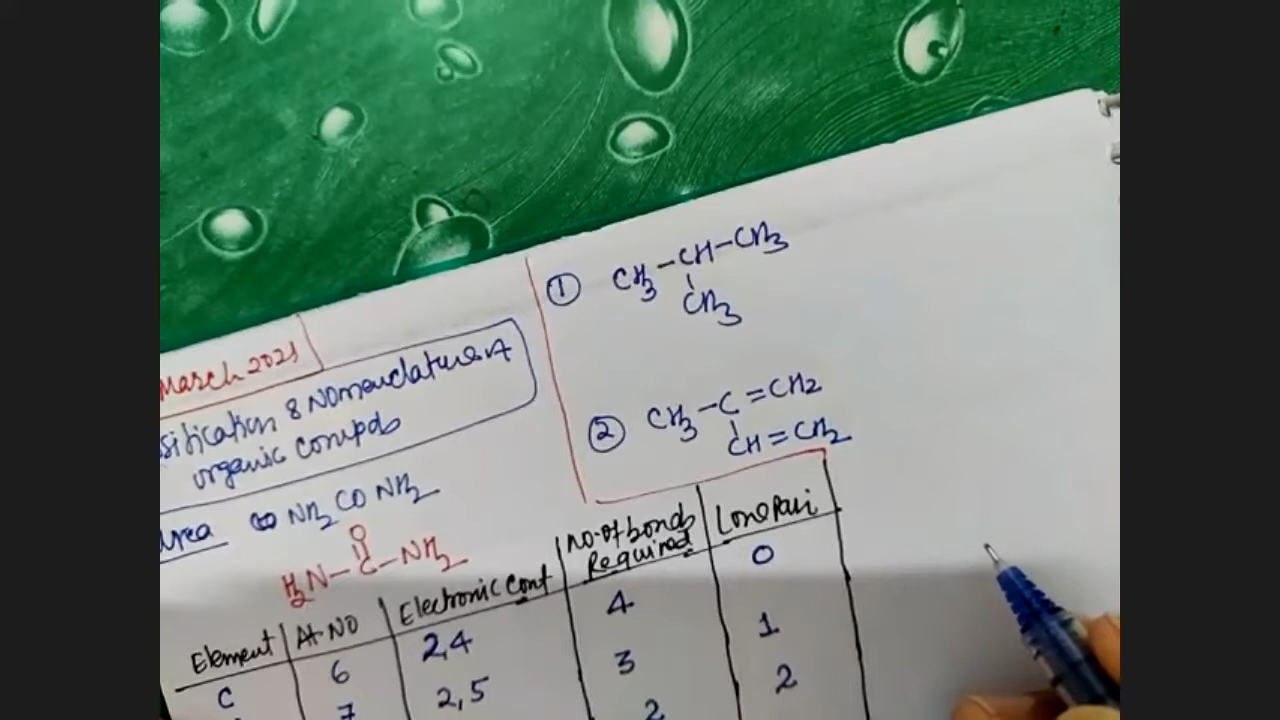 March 2021
sification & Nomenclature of
organic compds
urea NH2 CO NH2
O
H2N-C-NH2
① CH3-CH-CH3
CH3
② CH3-C=CH2
CH=CH2
Element At-NO Electronic Conf No. of bonds Required Lone Pair
C 6 2,4 4 0
7 2,5 3 1
2 2